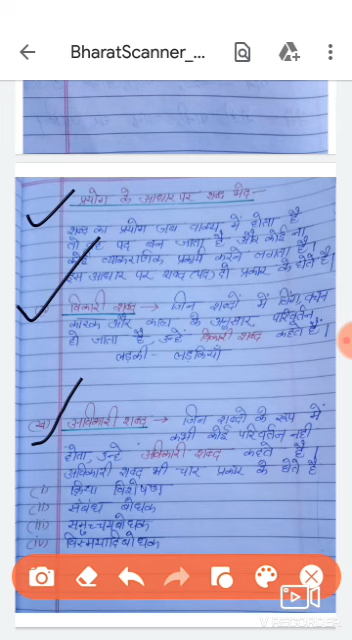 BharatScanner_...
प्रयोग के आधार पर शब्द भेद-
शब्द का प्रयोग जब वाक्य में होता है
तो वह पद बन जाता है और कोई ना
कोई व्याकरणिक प्रकार्य करने लगता है।
इस आधार पर शब्द (पद) दो प्रकार के होते है।
विकारी शब्द → जिन शब्दों में लिंग, वचन
कारक और काल के अनुसार परिवर्तन
हो जाता है, उन्हें विकारी शब्द कहते हैं।
लड़की - लडकियाँ
(ख) अविकारी शब्द → जिन शब्दो के रूप में
कभी कोई परिवर्तन नही
होता उन्हे अविकारी शब्द कहते है।
अविकारी शब्द भी चार प्रकार के होते है
(i) क्रिया विशेषण
(ii) संबंध बोधक
(iii) समुच्चयबोधक
(iv) विस्मयादिबोधक
V RECORDER